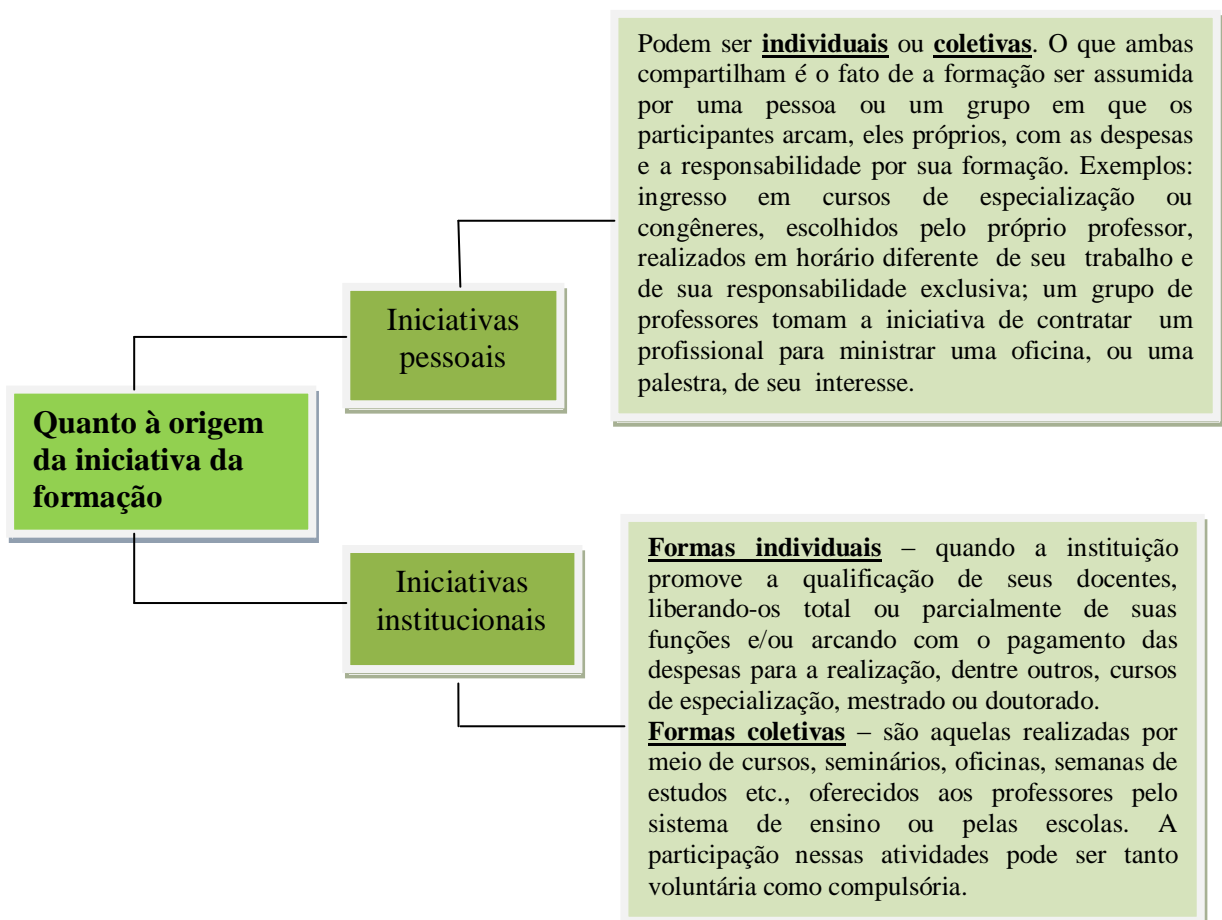 Podem ser individuais ou coletivas. O que ambas
compartilham é o fato de a formação ser assumida
por uma pessoa ou um grupo em que os
participantes arcam, eles próprios, com as despesas
e a responsabilidade por sua formação. Exemplos:
ingresso em cursos de especialização ou
congêneres, escolhidos pelo próprio professor,
realizados em horário diferente de seu trabalho e
de sua responsabilidade exclusiva; um grupo de
professores tomam a iniciativa de contratar um
profissional para ministrar uma oficina, ou uma
palestra, de seu interesse.
Iniciativas
pessoais
Quanto à origem
da iniciativa da
formação
Iniciativas
institucionais
Formas individuais – quando a instituição
promove a qualificação de seus docentes,
liberando-os total ou parcialmente de suas
funções e/ou arcando com o pagamento das
despesas para a realização, dentre outros, cursos
de especialização, mestrado ou doutorado.
Formas coletivas – são aquelas realizadas por
meio de cursos, seminários, oficinas, semanas de
estudos etc., oferecidos aos professores pelo
sistema de ensino ou pelas escolas. A
participação nessas atividades pode ser tanto
voluntária como compulsória.